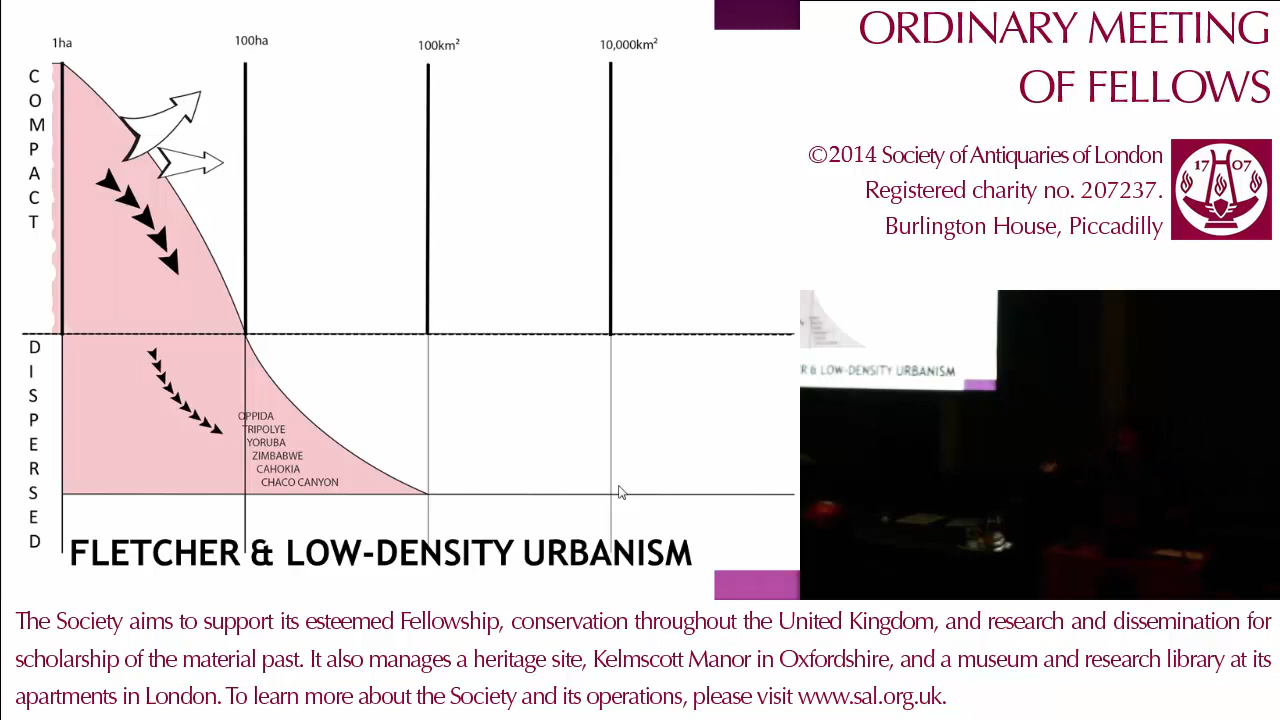 1ha
100ha
100km²
10,000km²
COMPACT
DISPERSED
OPPIDA
TRIPOLYE
YORUBA
ZIMBABWE
CAHOKIA
CHACO CANYON
FLETCHER & LOW-DENSITY URBANISM
ORDINARY MEETING
OF FELLOWS
©2014 Society of Antiquaries of London
Registered charity no. 207237.
Burlington House, Piccadilly
17 07
R & LOW-DENSITY URBANISM
The Society aims to support its esteemed Fellowship, conservation throughout the United Kingdom, and research and dissemination for
scholarship of the material past. It also manages a heritage site, Kelmscott Manor in Oxfordshire, and a museum and research library at its
apartments in London. To learn more about the Society and its operations, please visit www.sal.org.uk.